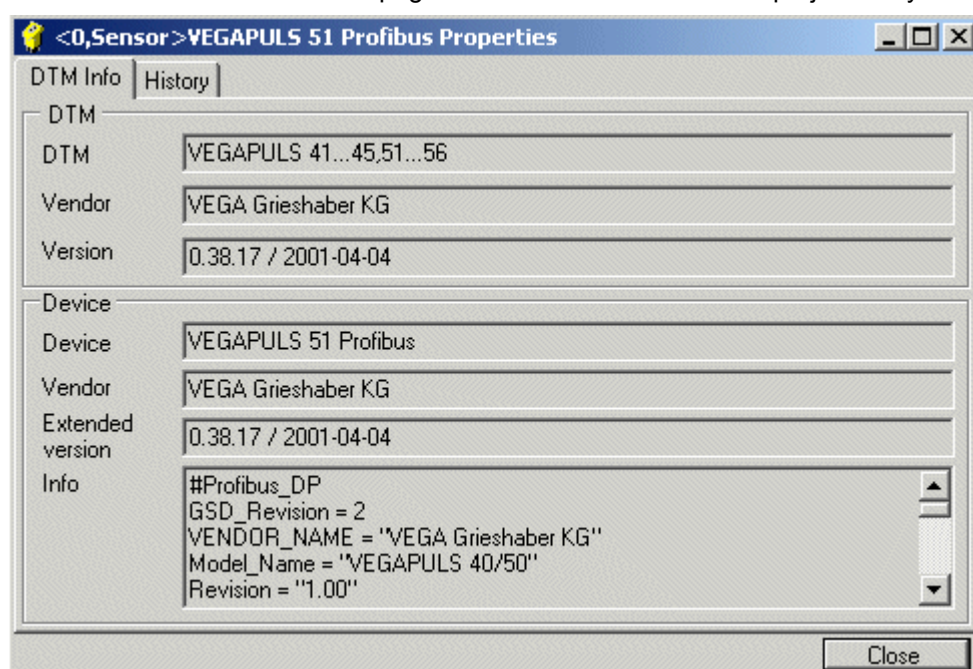 <0,Sensor>VEGAPULS 51 Profibus Properties
DTM Info History
DTM
DTM VEGAPULS 41...45,51...56
Vendor VEGA Grieshaber KG
Version 0.38.17 / 2001-04-04
Device
Device VEGAPULS 51 Profibus
Vendor VEGA Grieshaber KG
Extended version 0.38.17 / 2001-04-04
Info #Profibus_DP
GSD_Revision = 2
VENDOR_NAME = "VEGA Grieshaber KG"
Model_Name = "VEGAPULS 40/50"
Revision = "1.00"
Close